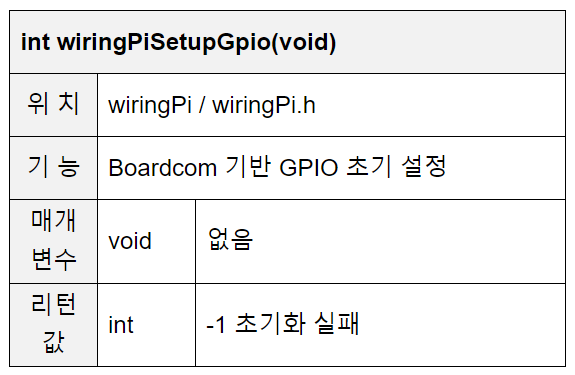 int wiringPiSetupGpio(void)
위 치 wiringPi / wiringPi.h
기 능 Boardcom 기반 GPIO 초기 설정
매개
변수 void 없음
리턴
값 int -1 초기화 실패